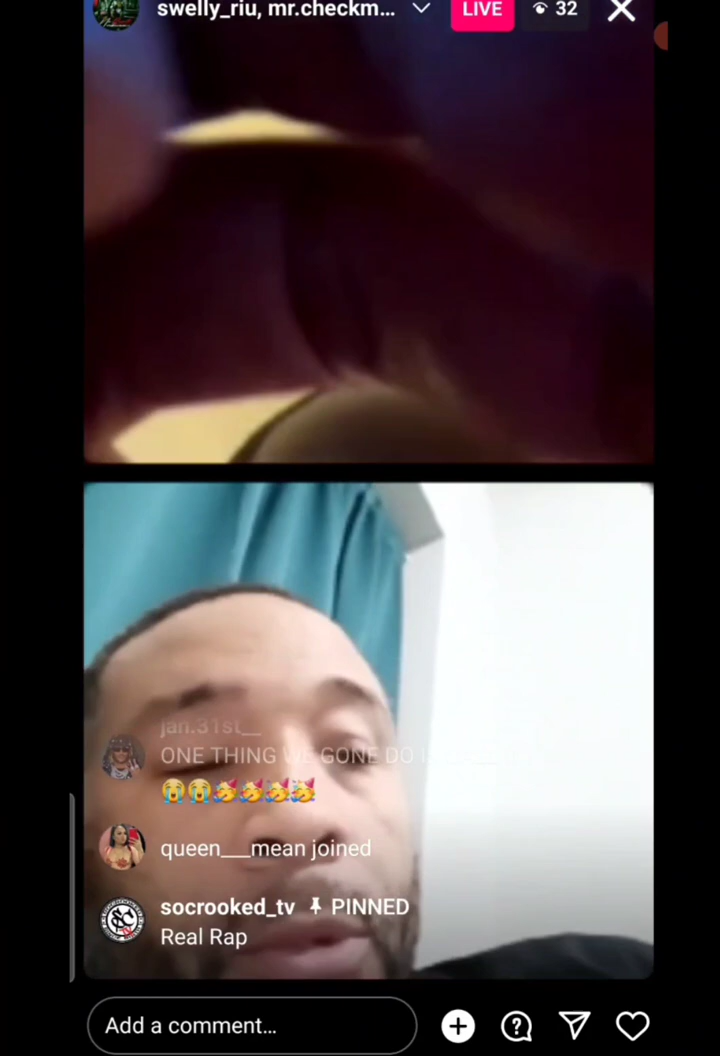 swelly_riu, mr.checkm...
LIVE
32
jan.31st__
ONE THING WE GONE DO
queen___mean joined
socrooked_tv PINNED
Real Rap
Add a comment...